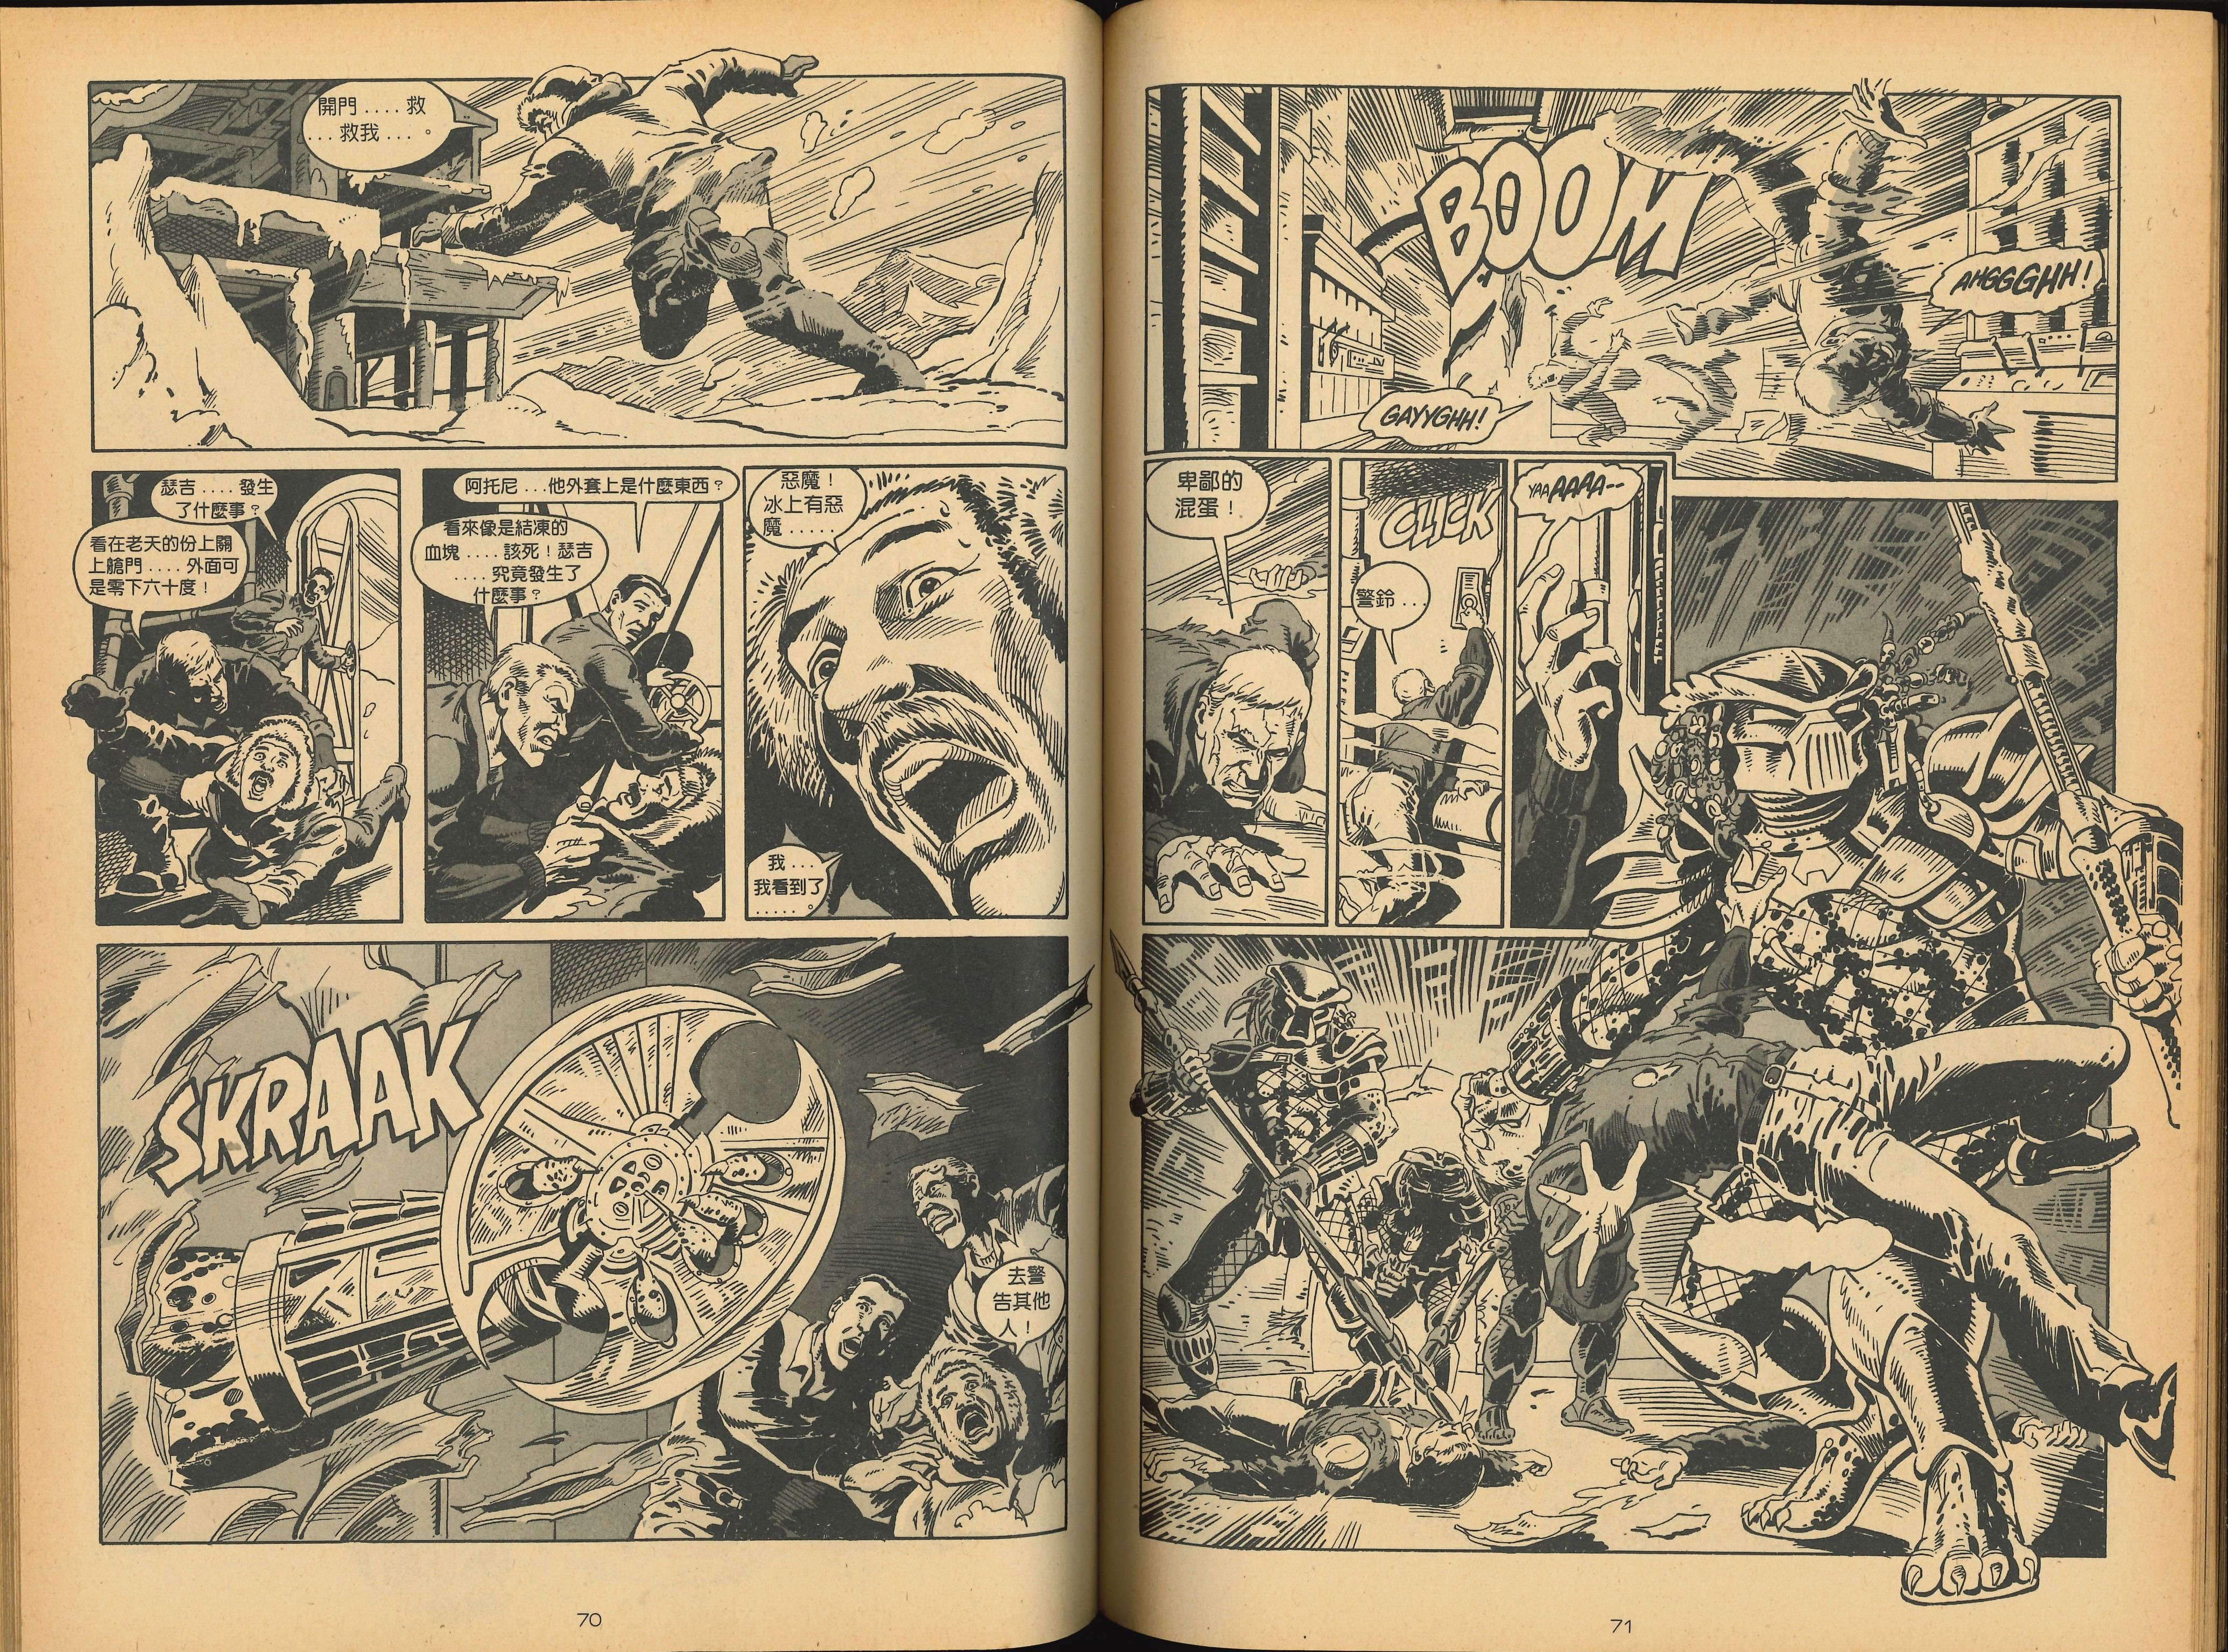 開門....救
...救我...。
瑟吉....發生
了什麼事?
看在老天的份上關
上艙門....外面可
是零下六十度!
阿托尼...他外套上是什麼東西?
看來像是結凍的
血塊....該死!瑟吉
....究竟發生了
什麼事?
惡魔!
冰上有惡
魔.....
我...
我看到了
.....。
SKRAAK
去警
告其他
人!
70
BOOM
AHGGGHH!
GAYYGHH!
卑鄙的
混蛋!
CLICK
警鈴...
YAAAAAA--
71